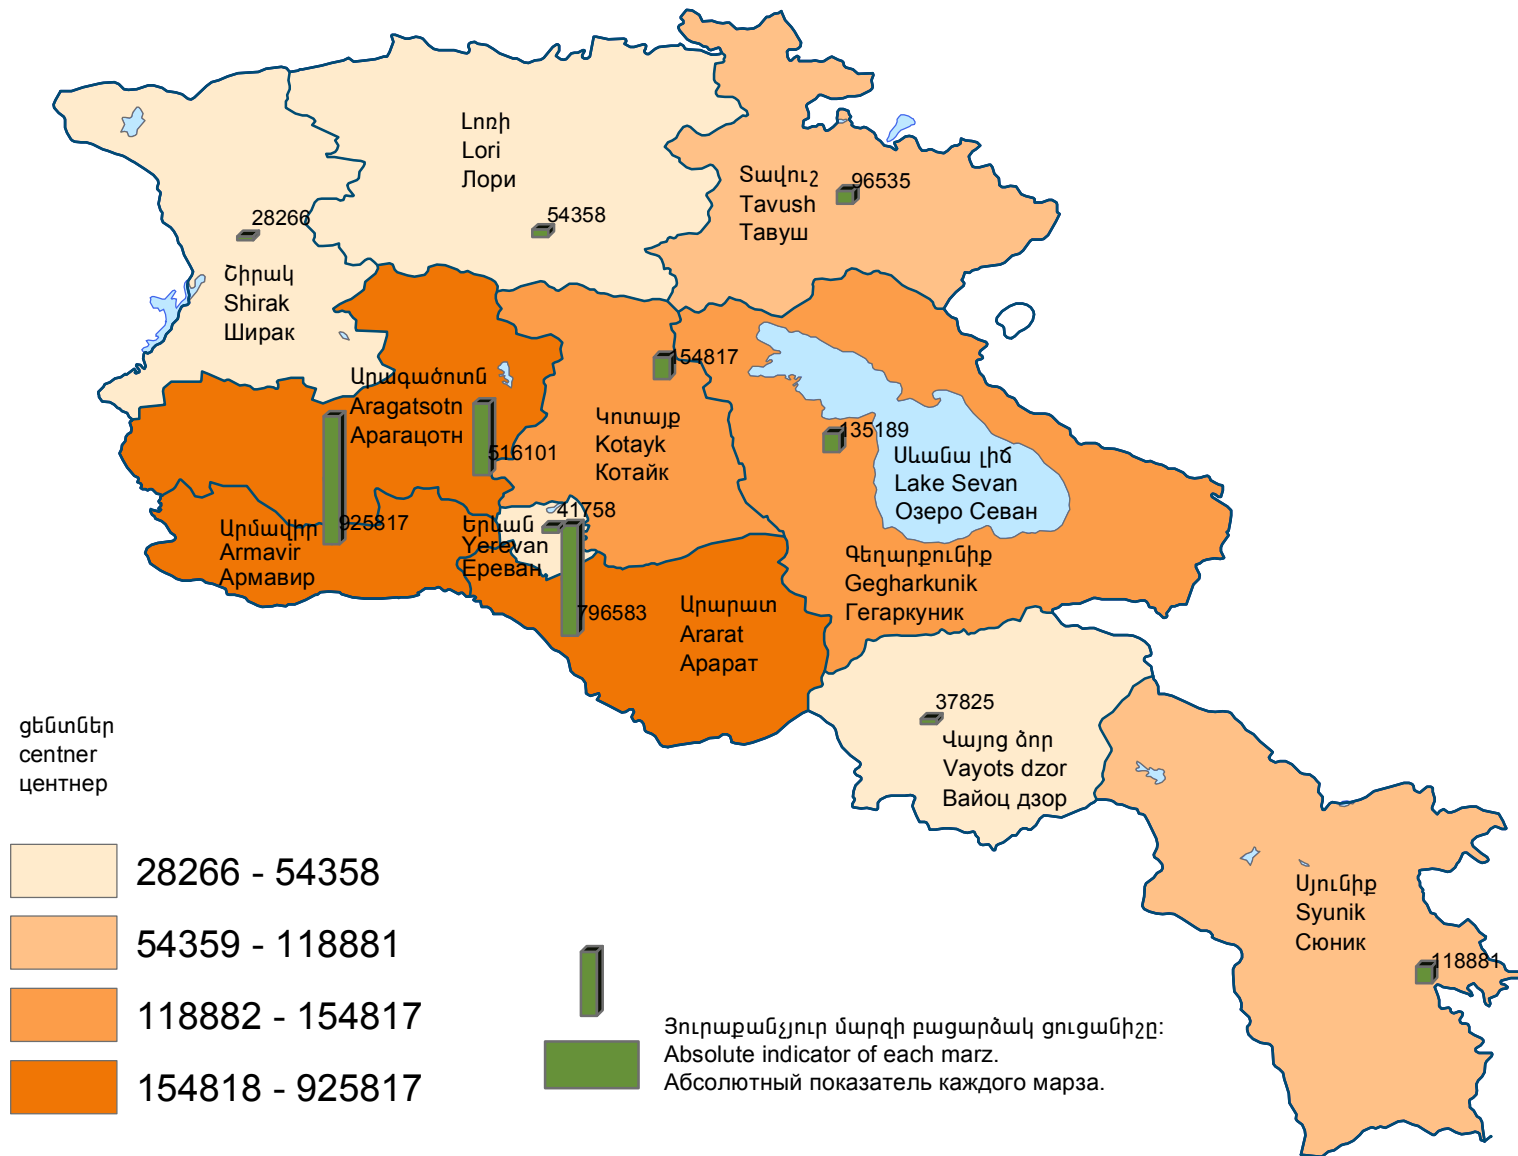 Լոռի
Lori
Лори
54358
Տավուշ
Tavush
Тавуш
96535
28266
Շիրակ
Shirak
Ширак
Արագածոտն
Aragatsotn
Арагацотн
516101
154817
Կոտայք
Kotayk
Котайк
135189
Սևանա լիճ
Lake Sevan
Озеро Севан
Գեղարքունիք
Gegharkunik
Гегаркуник
925817
Արմավիր
Armavir
Армавир
41758
Երևան
Yerevan
Ереван
796583
Արարատ
Ararat
Арарат
37825
Վայոց ձոր
Vayots dzor
Вайоц дзор
Սյունիք
Syunik
Сюник
118881
ցենտներ
centner
центнер
28266 - 54358
54359 - 118881
118882 - 154817
154818 - 925817
Յուրաքանչյուր մարզի բացարձակ ցուցանիշը:
Absolute indicator of each marz.
Абсолютный показатель каждого марза.